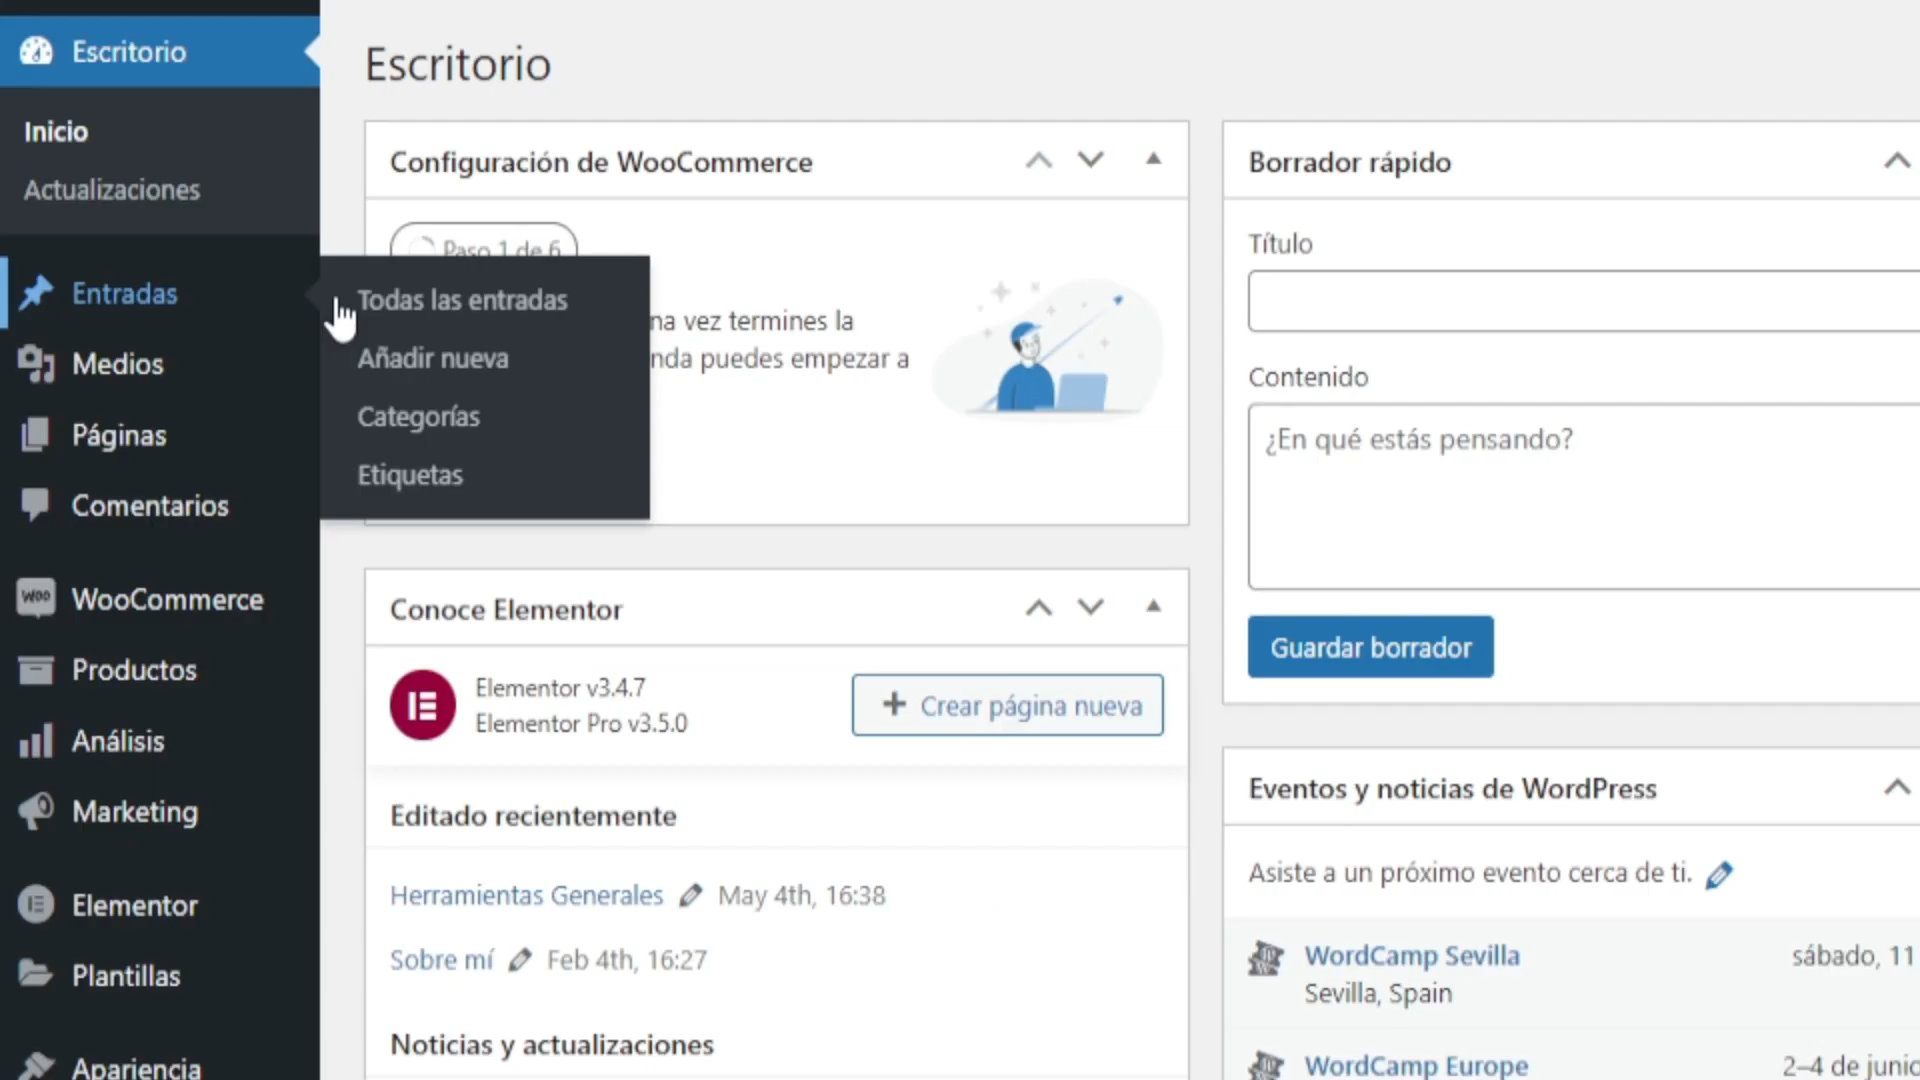 Escritorio
Inicio
Actualizaciones
Entradas
Medios
Páginas
Comentarios
WooCommerce
Productos
Análisis
Marketing
Elementor
Plantillas
Apariencia
Todas las entradas
Añadir nueva
Categorías
Etiquetas
Escritorio
Configuración de WooCommerce
Paso 1 de 6
na vez termines la
nda puedes empezar a
Conoce Elementor
Elementor v3.4.7
Elementor Pro v3.5.0
+ Crear página nueva
Editado recientemente
Herramientas Generales May 4th, 16:38
Sobre mí Feb 4th, 16:27
Noticias y actualizaciones
Borrador rápido
Título
Contenido
¿En qué estás pensando?
Guardar borrador
Eventos y noticias de WordPress
Asiste a un próximo evento cerca de ti.
WordCamp Sevilla sábado, 11
Sevilla, Spain
WordCamp Europe 2–4 de junio